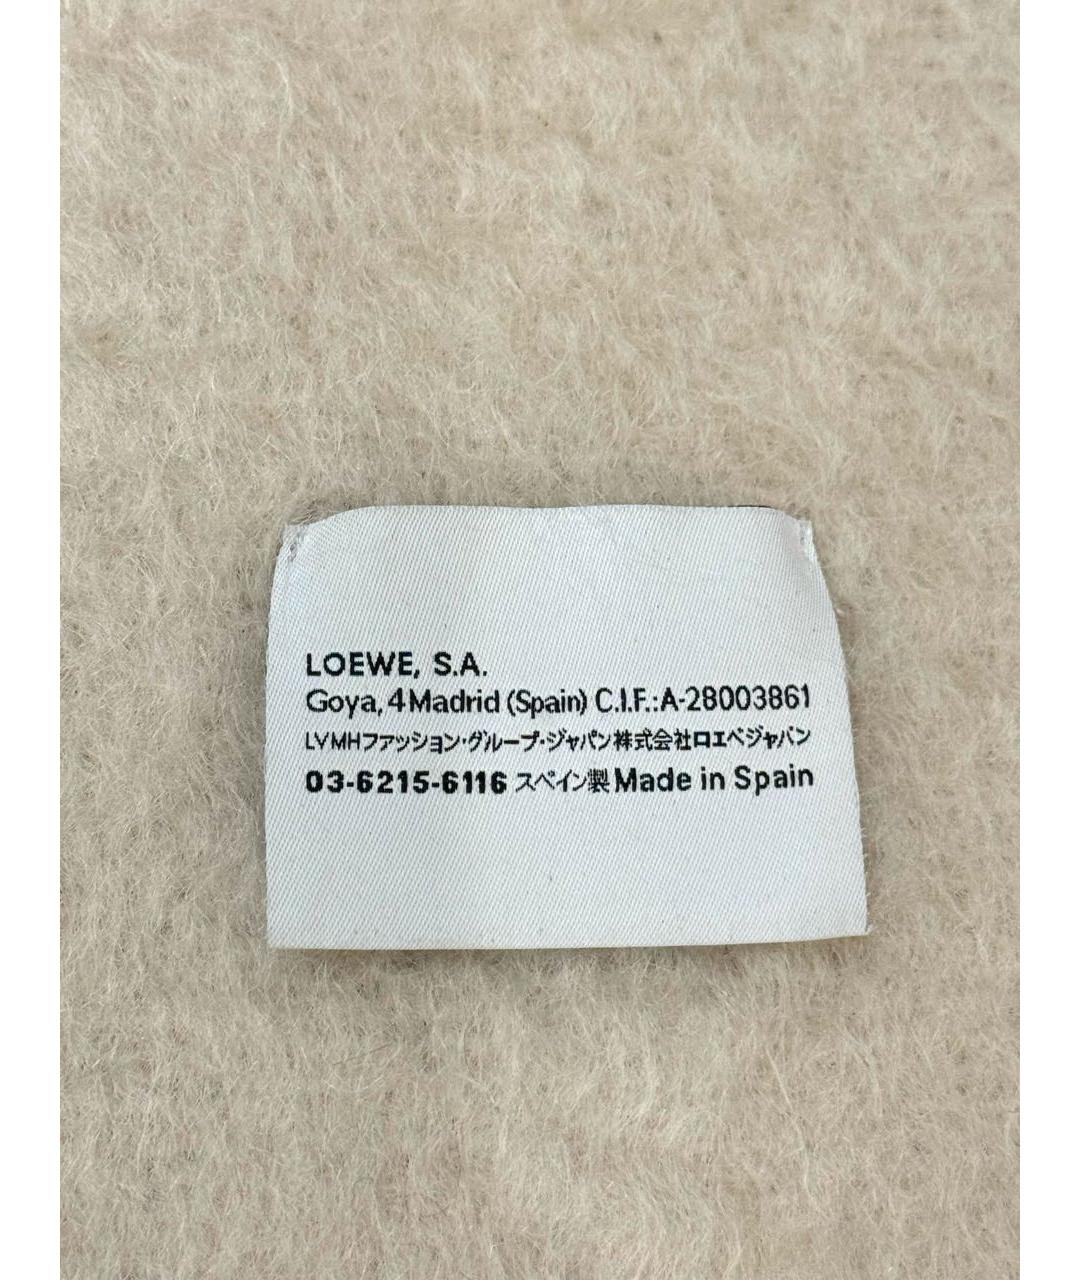 LOEWE, S.A.
Goya, 4 Madrid (Spain) C.I.F.:A-28003861
LVMHファッション・グループ・ジャパン株式会社ロエベジャパン
03-6215-6116 スペイン製 Made in Spain